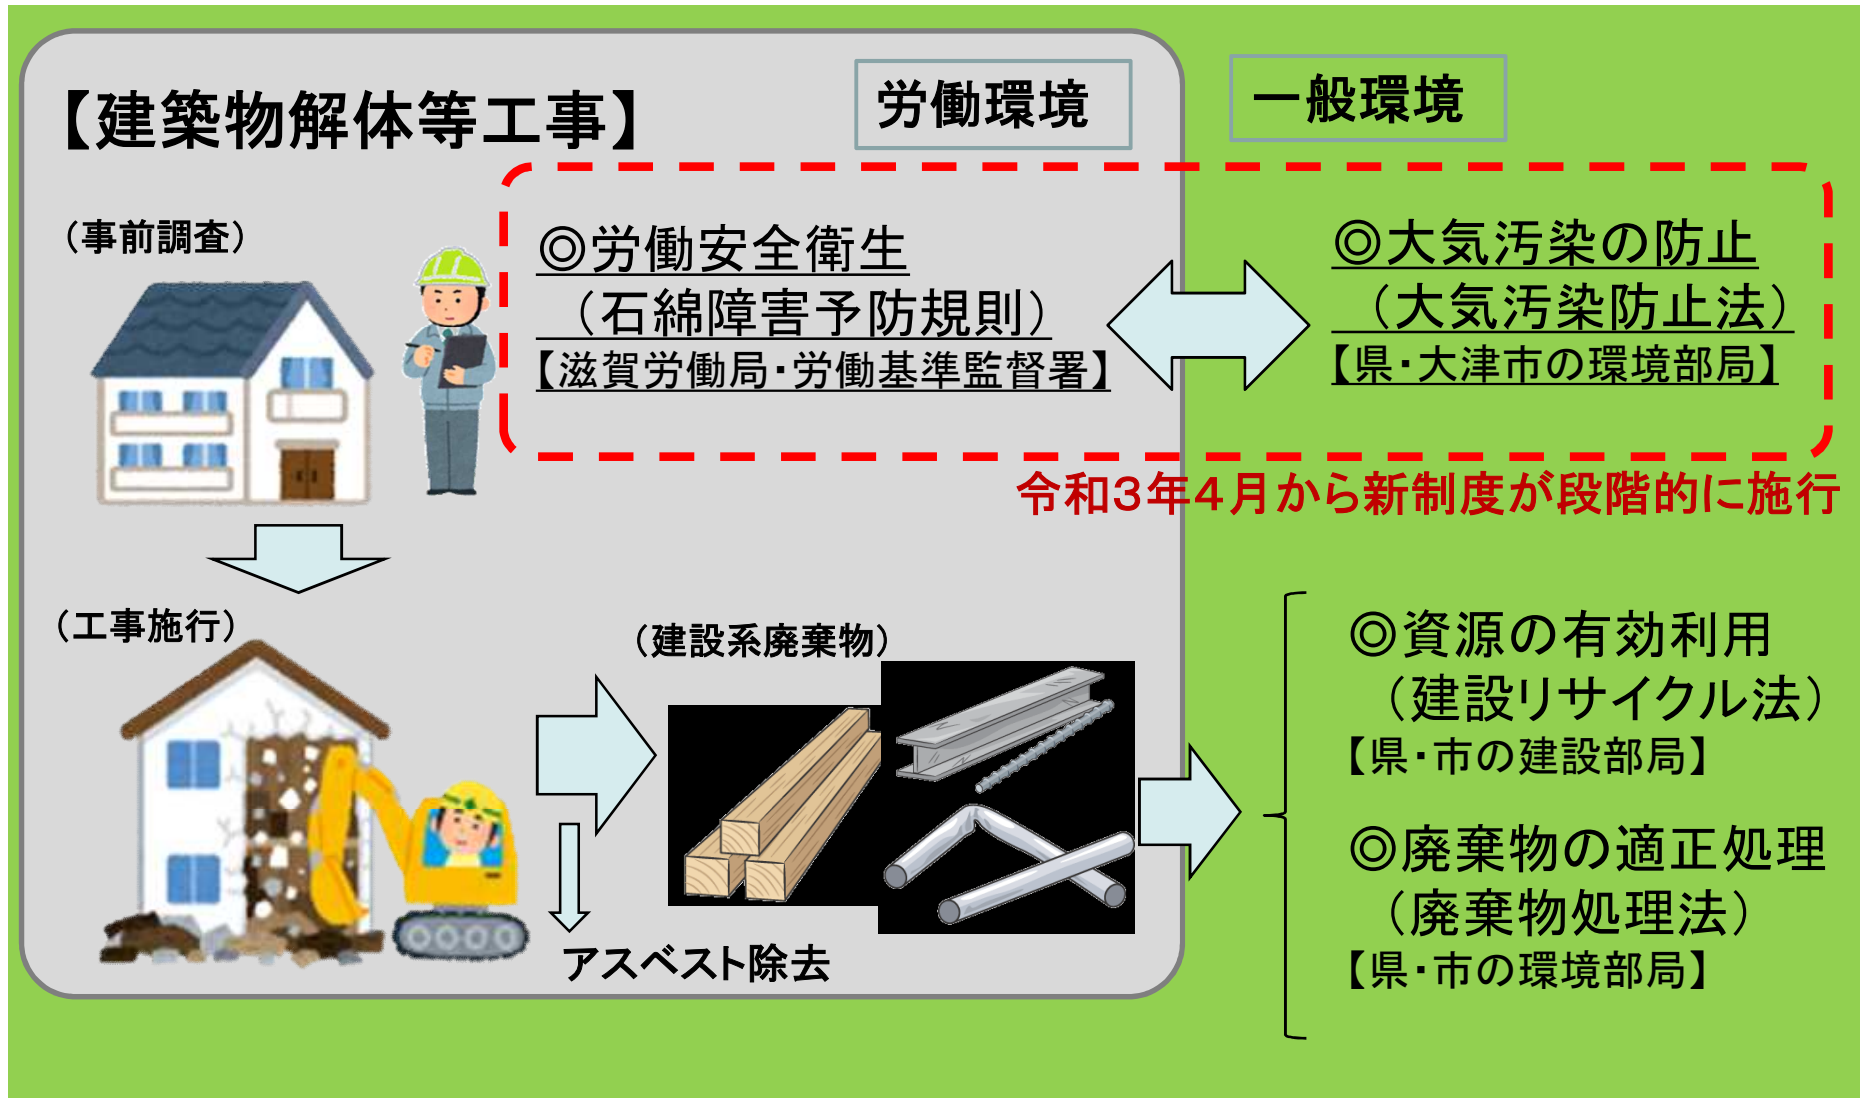 【建築物解体等工事】
労働環境
一般環境
（事前調査）
◎労働安全衛生
（石綿障害予防規則）
【滋賀労働局・労働基準監督署】
◎大気汚染の防止
（大気汚染防止法）
【県・大津市の環境部局】
令和３年４月から新制度が段階的に施行
（工事施行）
（建設系廃棄物）
アスベスト除去
◎資源の有効利用
（建設リサイクル法）
【県・市の建設部局】
◎廃棄物の適正処理
（廃棄物処理法）
【県・市の環境部局】